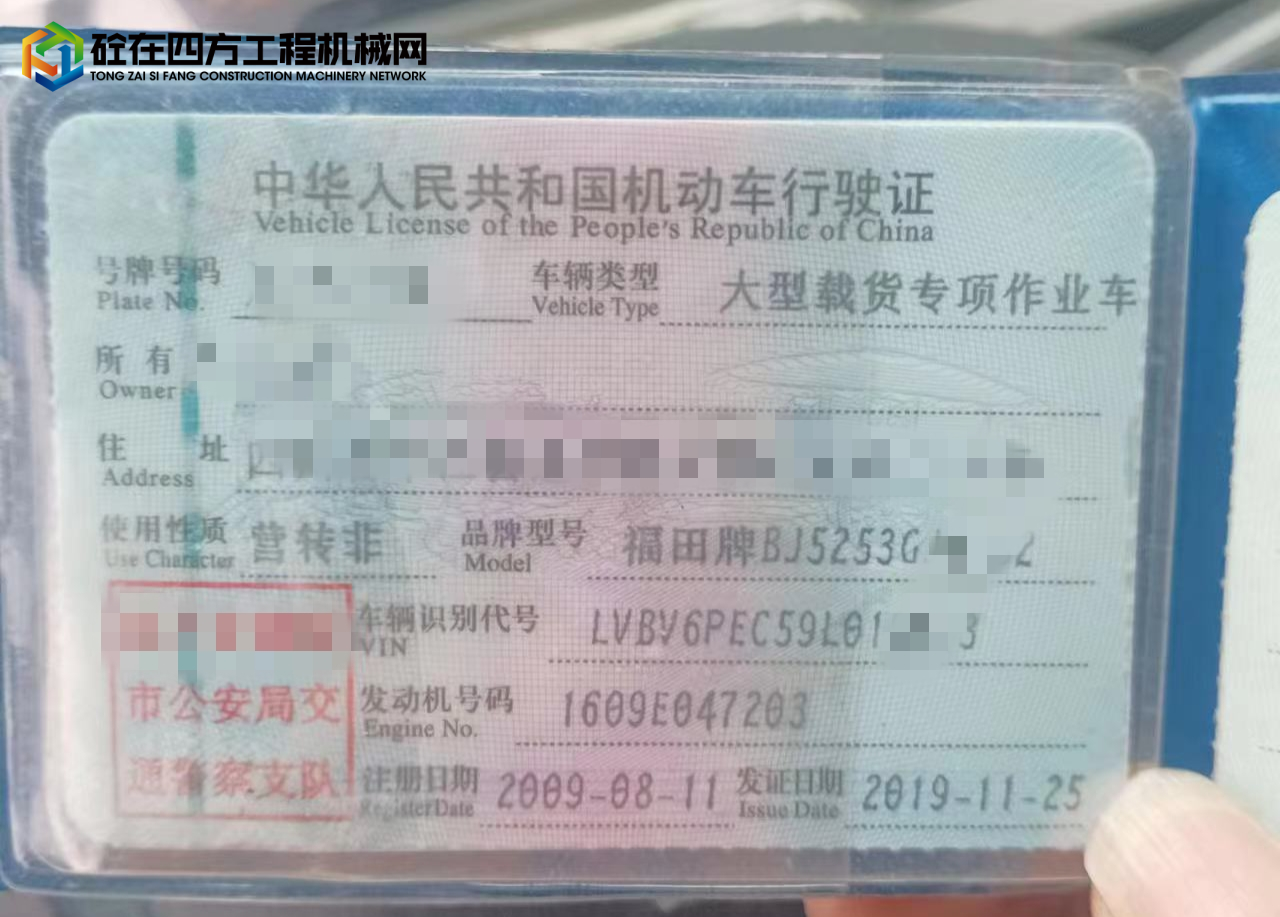 砼在四方工程机械网
TONG ZAI SI FANG CONSTRUCTION MACHINERY NETWORK
中华人民共和国机动车行驶证
Vehicle License of the People's Republic of China
号牌号码 车辆类型 大型载货专项作业车
Plate No. Vehicle Type
所 有
Owner
住 址
Address
使用性质 营转非 品牌型号 福田牌BJ5253G 2
Use Character Model
车辆识别代号 LVBV6PEC59L01 3
VIN
市公安局交 发动机号码 1609E047203
Engine No.
通警察支队 注册日期 2009-08-11 发证日期 2019-11-25
RegisterDate Issue Date